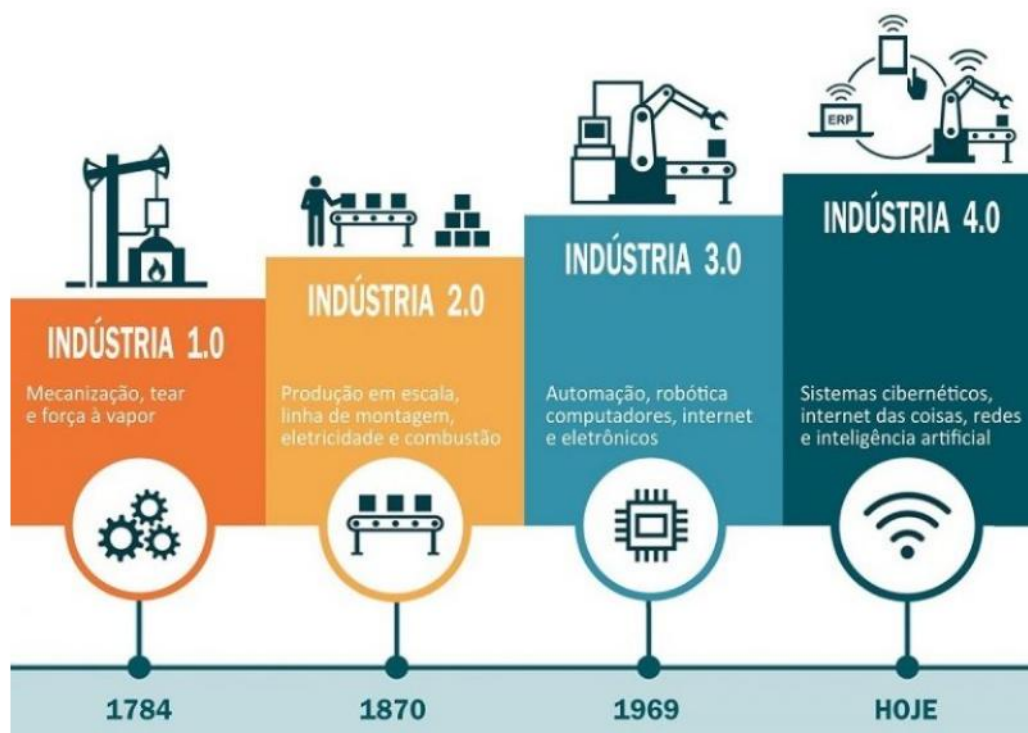 ERP
INDÚSTRIA 1.0
Mecanização, tear
e força à vapor
INDÚSTRIA 2.0
Produção em escala,
linha de montagem,
eletricidade e combustão
INDÚSTRIA 3.0
Automação, robótica
computadores, internet
e eletrônicos
INDÚSTRIA 4.0
Sistemas cibernéticos,
internet das coisas, redes
e inteligência artificial
1784
1870
1969
HOJE